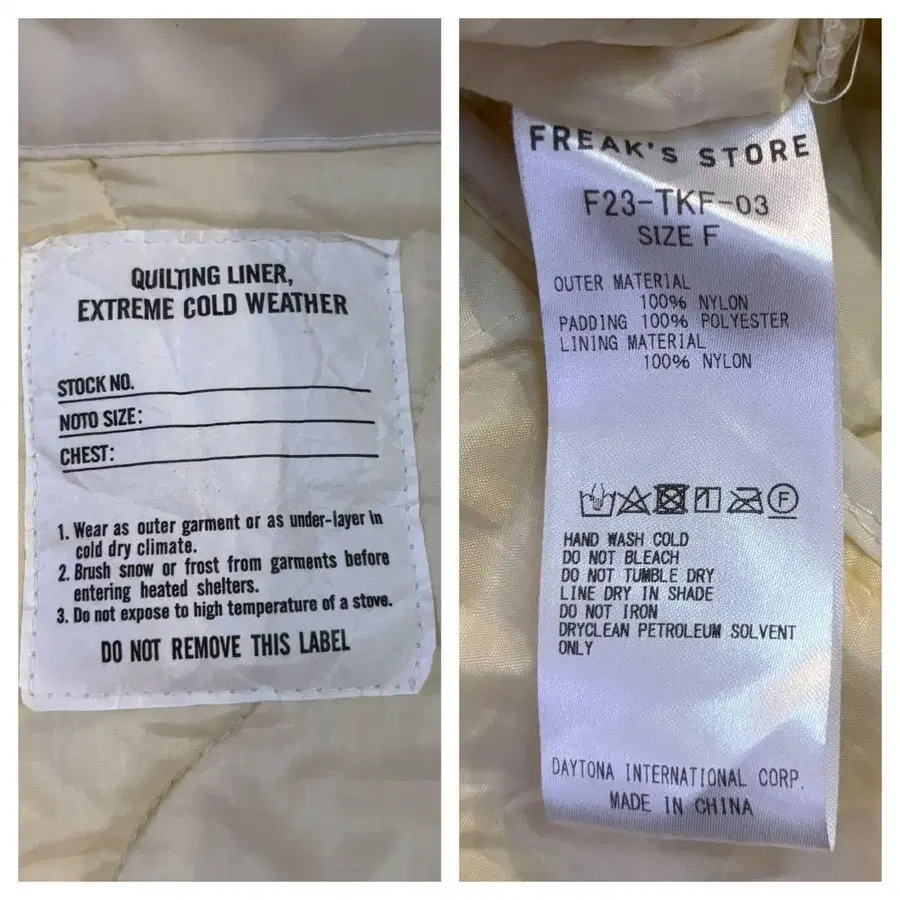 QUILTING LINER,
EXTREME COLD WEATHER
STOCK NO.
NOTO SIZE:
CHEST:
1. Wear as outer garment or as under-layer in
cold dry climate.
2. Brush snow or frost from garments before
entering heated shelters.
3. Do not expose to high temperature of a stove.
DO NOT REMOVE THIS LABEL
FREAK'S STORE
F23-TKF-03
SIZE F
OUTER MATERIAL
100% NYLON
PADDING 100% POLYESTER
LINING MATERIAL
100% NYLON
F
HAND WASH COLD
DO NOT BLEACH
DO NOT TUMBLE DRY
LINE DRY IN SHADE
DO NOT IRON
DRYCLEAN PETROLEUM SOLVENT
ONLY
DAYTONA INTERNATIONAL CORP.
MADE IN CHINA